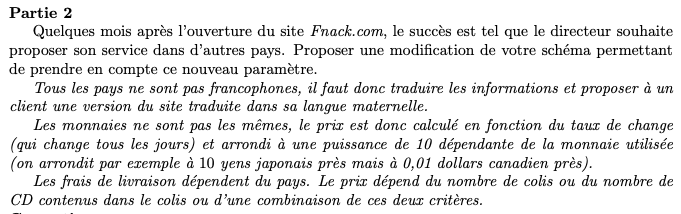 Partie 2
Quelques mois après l'ouverture du site Fnack.com, le succès est tel que le directeur souhaite
proposer son service dans d'autres pays. Proposer une modification de votre schéma permettant
de prendre en compte ce nouveau paramètre.
Tous les pays ne sont pas francophones, il faut donc traduire les informations et proposer à un
client une version du site traduite dans sa langue maternelle.
Les monnaies ne sont pas les mêmes, le prix est donc calculé en fonction du taux de change
(qui change tous les jours) et arrondi à une puissance de 10 dépendante de la monnaie utilisée
(on arrondit par exemple à 10 yens japonais près mais à 0,01 dollars canadien près).
Les frais de livraison dépendent du pays. Le prix dépend du nombre de colis ou du nombre de
CD contenus dans le colis ou d'une combinaison de ces deux critères.